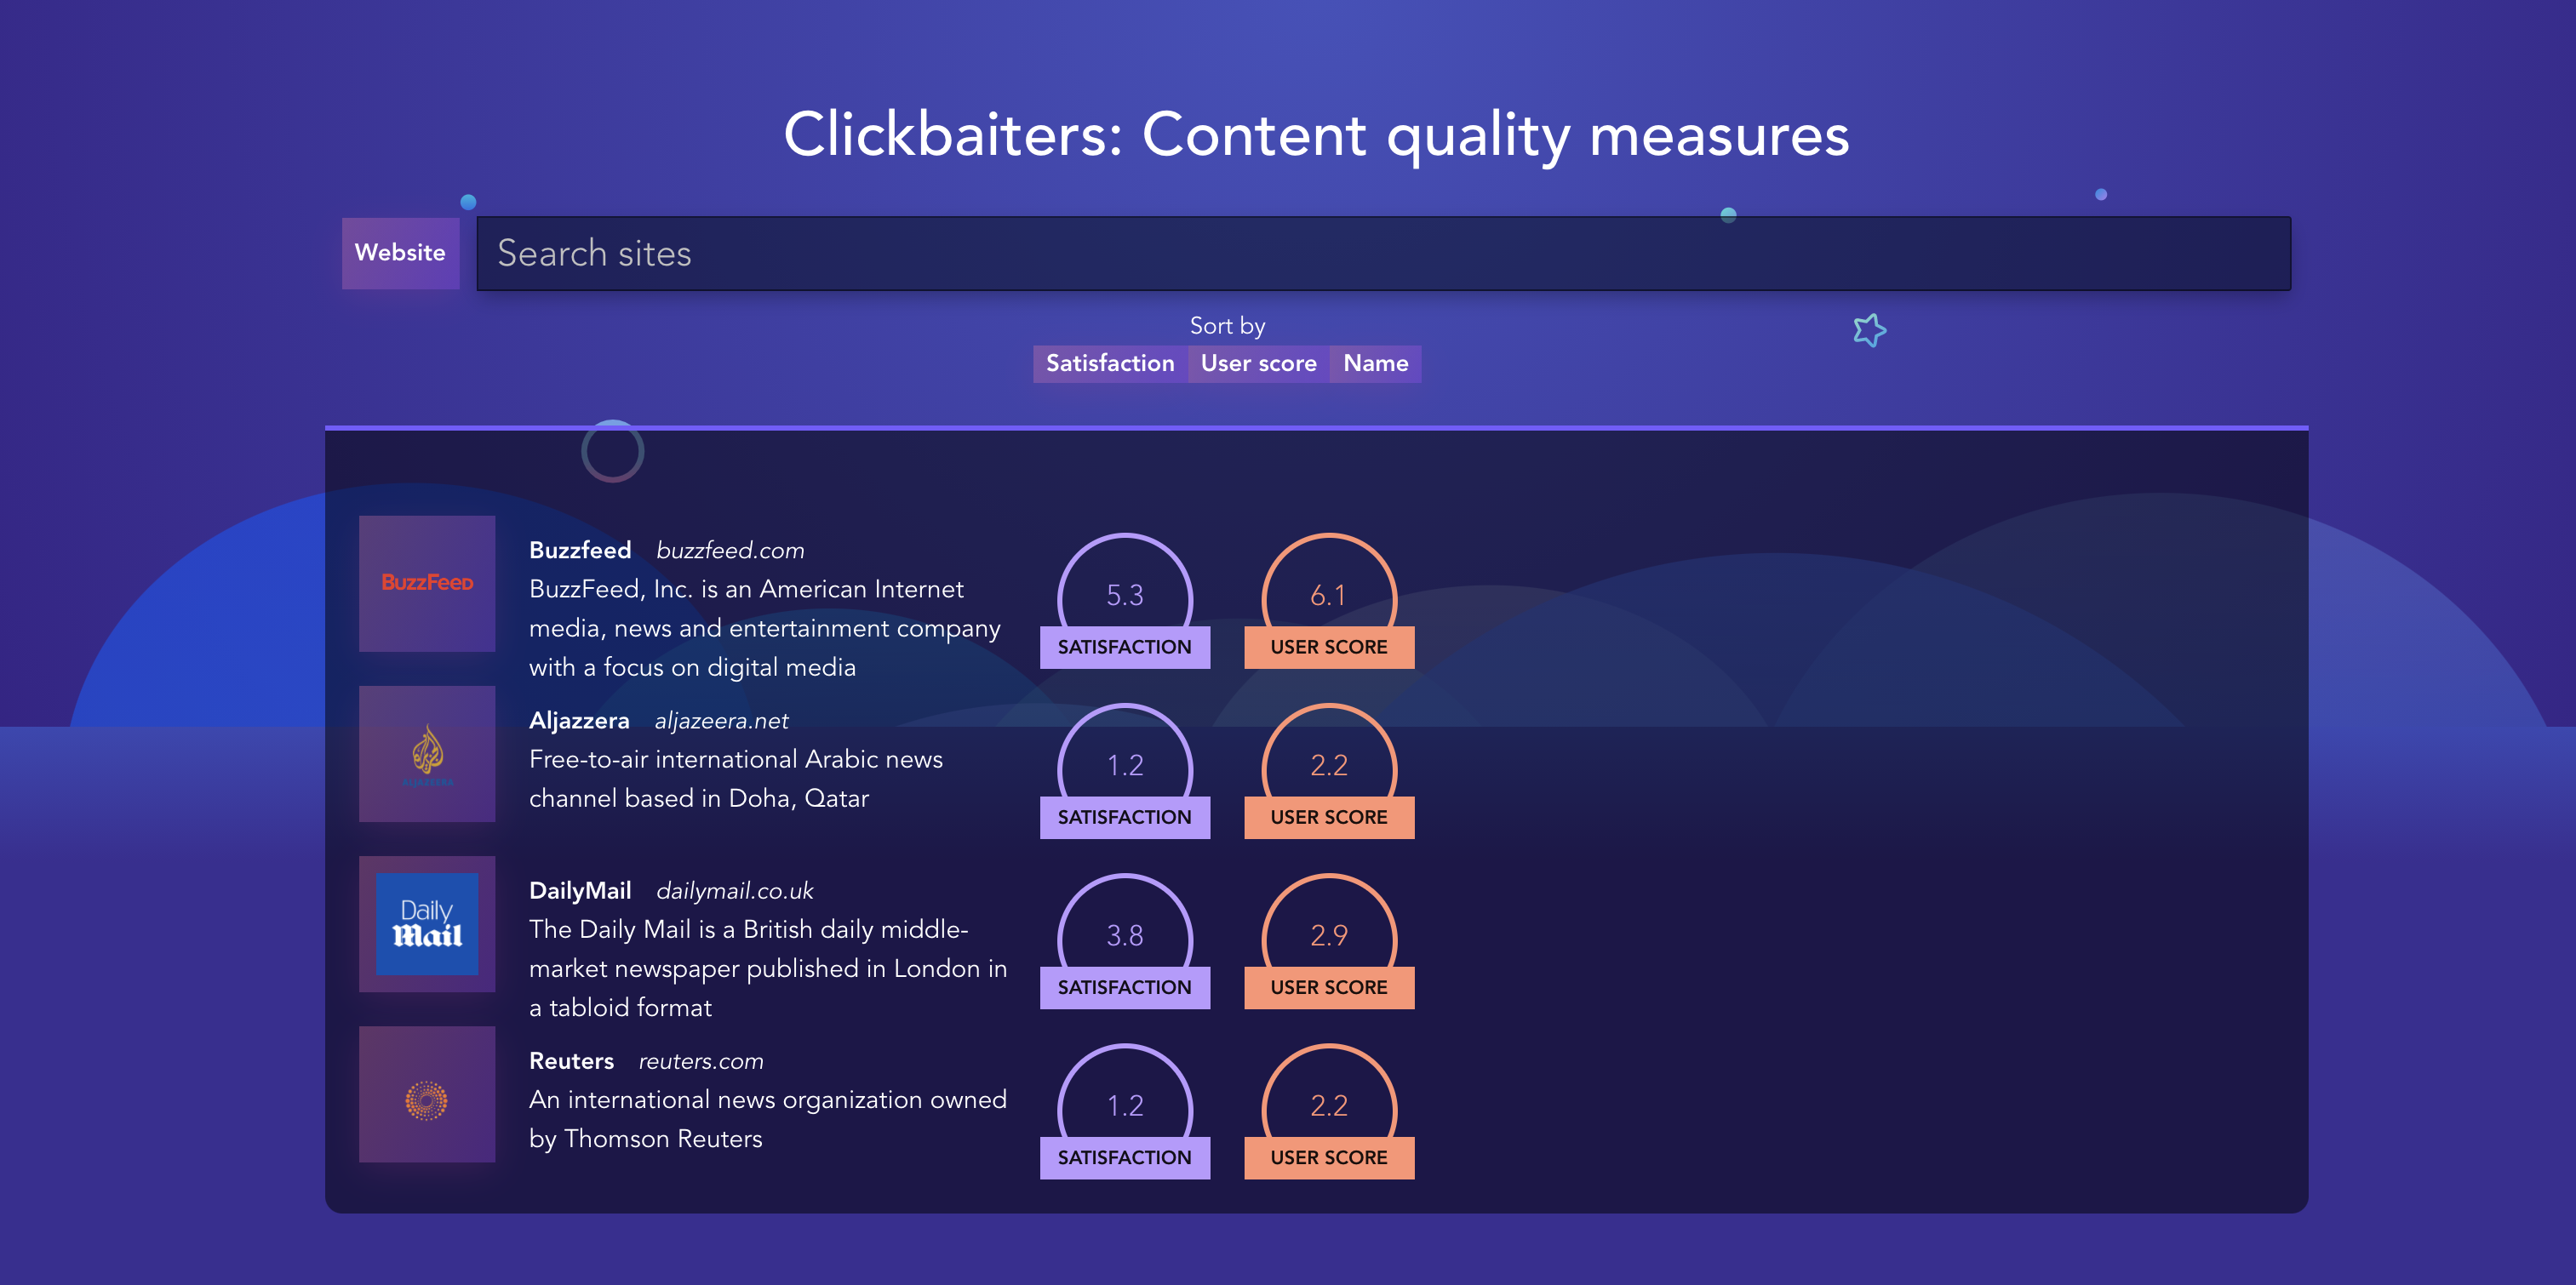 Clickbaiters: Content quality measures
Website
Search sites
Sort by
Satisfaction User score Name
BuzzFeed
Buzzfeed buzzfeed.com
BuzzFeed, Inc. is an American Internet
media, news and entertainment company
with a focus on digital media
5.3
SATISFACTION
6.1
USER SCORE
ALJAZEERA
Aljazzera aljazeera.net
Free-to-air international Arabic news
channel based in Doha, Qatar
1.2
SATISFACTION
2.2
USER SCORE
Daily
Mail
DailyMail dailymail.co.uk
The Daily Mail is a British daily middle-
market newspaper published in London in
a tabloid format
3.8
SATISFACTION
2.9
USER SCORE
Reuters reuters.com
An international news organization owned
by Thomson Reuters
1.2
SATISFACTION
2.2
USER SCORE